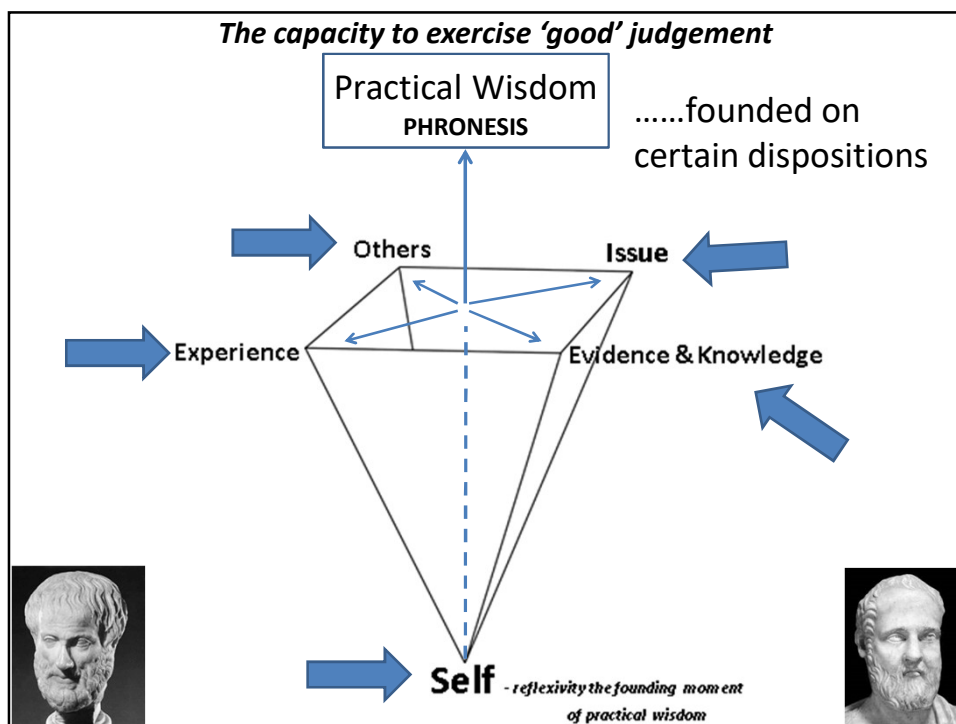 The capacity to exercise ‘good’ judgement
Practical Wisdom
PHRONESIS
……founded on
certain dispositions
Others
Issue
Experience
Evidence & Knowledge
Self - reflexivity the founding moment
of practical wisdom